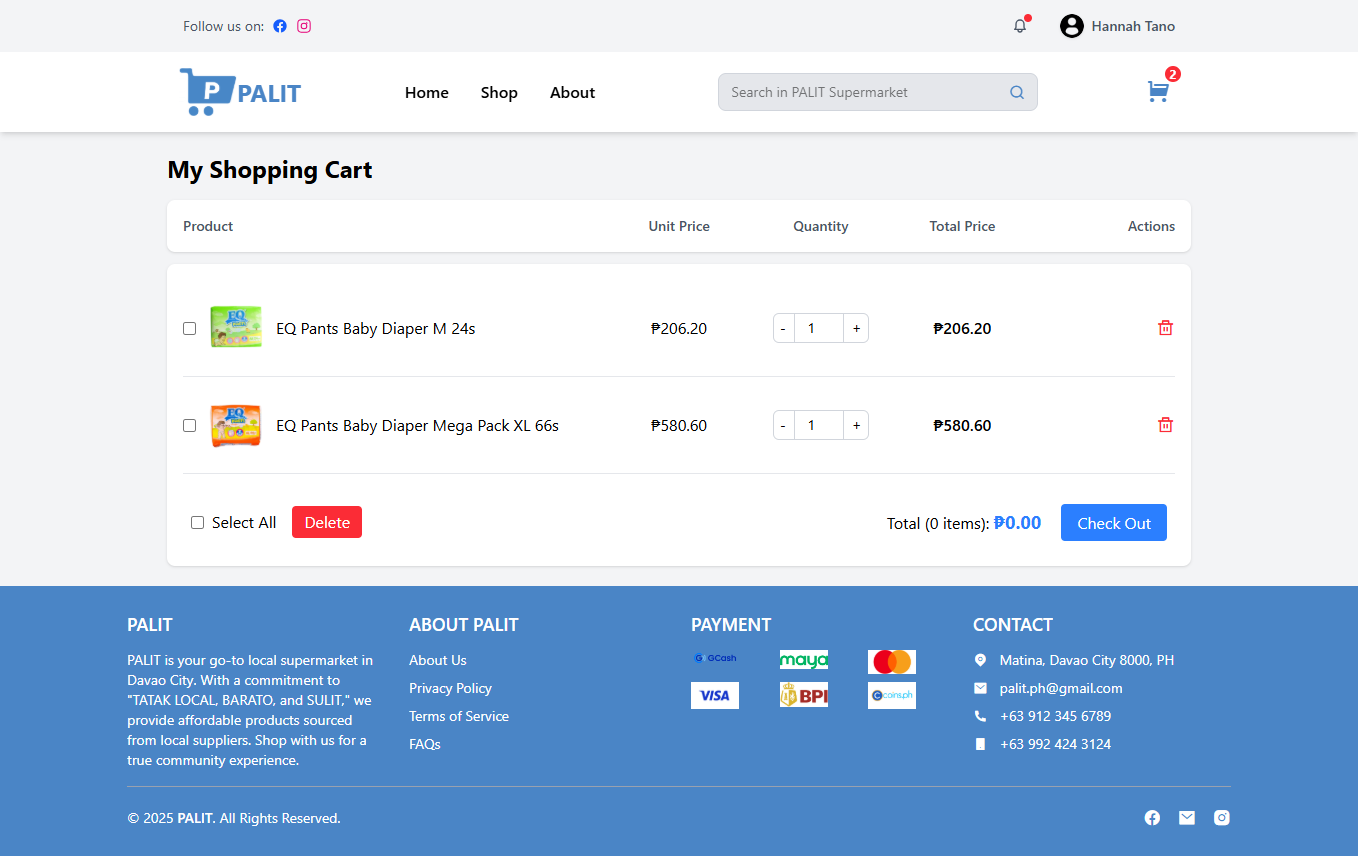 Follow us on:
Hannah Tano
P PALIT
Home
Shop
About
Search in PALIT Supermarket
2
My Shopping Cart
Product
Unit Price
Quantity
Total Price
Actions
EQ
EQ Pants Baby Diaper M 24s
₱206.20
- 1 +
₱206.20
EQ
EQ Pants Baby Diaper Mega Pack XL 66s
₱580.60
- 1 +
₱580.60
Select All
Delete
Total (0 items): ₱0.00
Check Out
PALIT
PALIT is your go-to local supermarket in
Davao City. With a commitment to
"TATAK LOCAL, BARATO, and SULIT," we
provide affordable products sourced
from local suppliers. Shop with us for a
true community experience.
ABOUT PALIT
About Us
Privacy Policy
Terms of Service
FAQs
PAYMENT
GCash
maya
VISA
BPI
coins.ph
CONTACT
Matina, Davao City 8000, PH
palit.ph@gmail.com
+63 912 345 6789
+63 992 424 3124
© 2025 PALIT. All Rights Reserved.